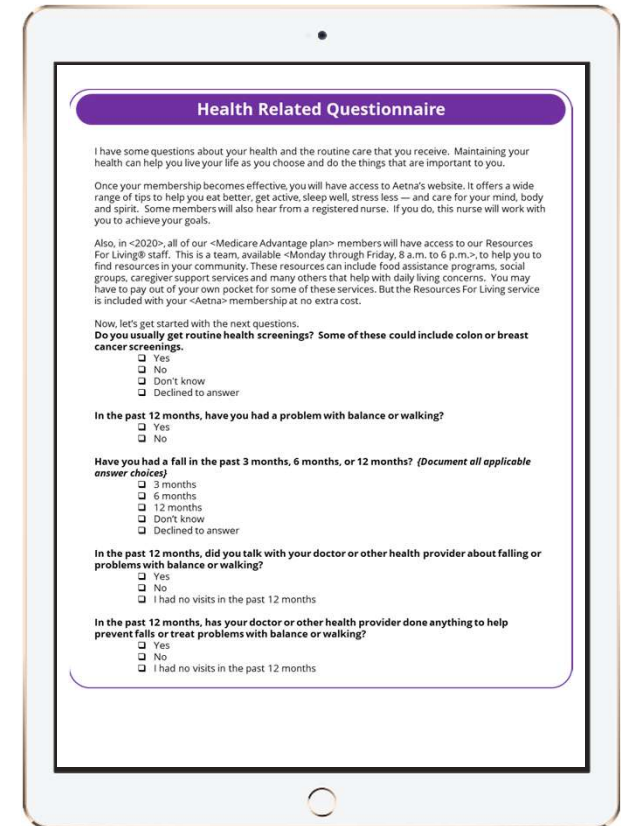 Health Related Questionnaire
I have some questions about your health and the routine care that you receive.  Maintaining your
health can help you live your life as you choose and do the things that are important to you.
Once your membership becomes effective, you will have access to Aetna's website. It offers a wide
range of tips to help you eat better, get active, sleep well, stress less — and care for your mind, body
and spirit.  Some members will also hear from a registered nurse. If you do, this nurse will work with
you to achieve your goals.
Also, in <2020>, all of our <Medicare Advantage plan> members will have access to our Resources
For Living® staff.  This is a team, available <Monday through Friday, 8 a.m. to 6 p.m.>, to help you to
find resources in your community. These resources can include food assistance programs, social
groups, caregiver support services and many others that help with daily living concerns.  You may
have to pay out of your own pocket for some of these services. But the Resources For Living service
is included with your <Aetna> membership at no extra cost.
Now, let's get started with the next questions.
Do you usually get routine health screenings?  Some of these could include colon or breast
cancer screenings.
❑ Yes
❑ No
❑ Don't know
❑ Declined to answer
In the past 12 months, have you had a problem with balance or walking?
❑ Yes
❑ No
Have you had a fall in the past 3 months, 6 months, or 12 months?  {Document all applicable
answer choices}
❑ 3 months
❑ 6 months
❑ 12 months
❑ Don't know
❑ Declined to answer
In the past 12 months, did you talk with your doctor or other health provider about falling or
problems with balance or walking?
❑ Yes
❑ No
❑ I had no visits in the past 12 months
In the past 12 months, has your doctor or other health provider done anything to help
prevent falls or treat problems with balance or walking?
❑ Yes
❑ No
❑ I had no visits in the past 12 months